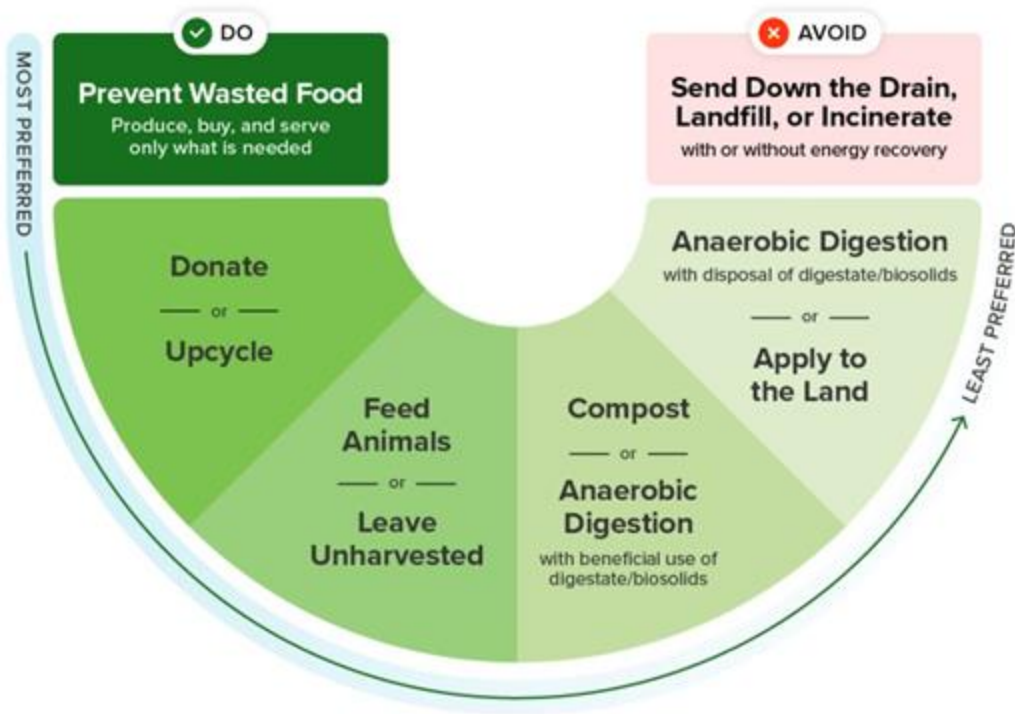 DO
Prevent Wasted Food
Produce, buy, and serve
only what is needed
AVOID
Send Down the Drain,
Landfill, or Incinerate
with or without energy recovery
MOST PREFERRED
Donate
or
Upcycle
Feed
Animals
or
Leave
Unharvested
Compost
or
Anaerobic
Digestion
with beneficial use of
digestate/biosolids
Anaerobic Digestion
with disposal of digestate/biosolids
or
Apply to
the Land
LEAST PREFERRED